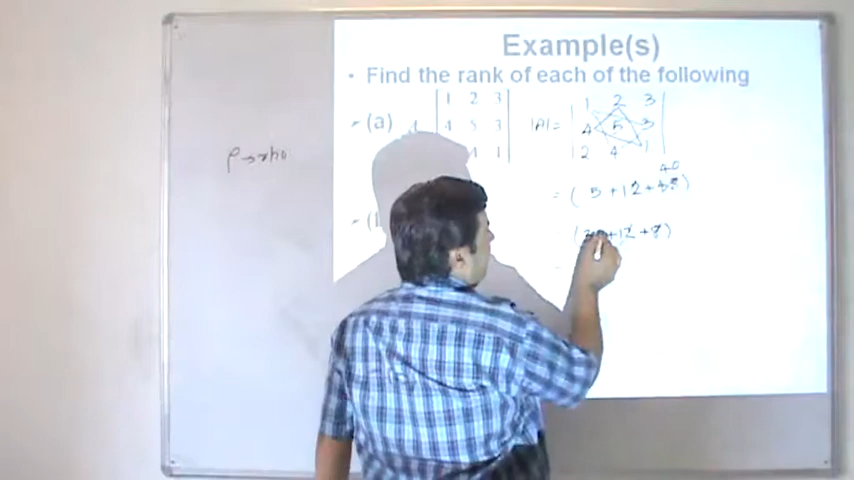 Example(s)
• Find the rank of each of the following
(a) 1 2 3
4 5 3
4 1
ρ → rho
|A| = 1 2 3
4 5 3
2 4 1
48
= ( 5 + 12 + )
( + 12 + 8 )